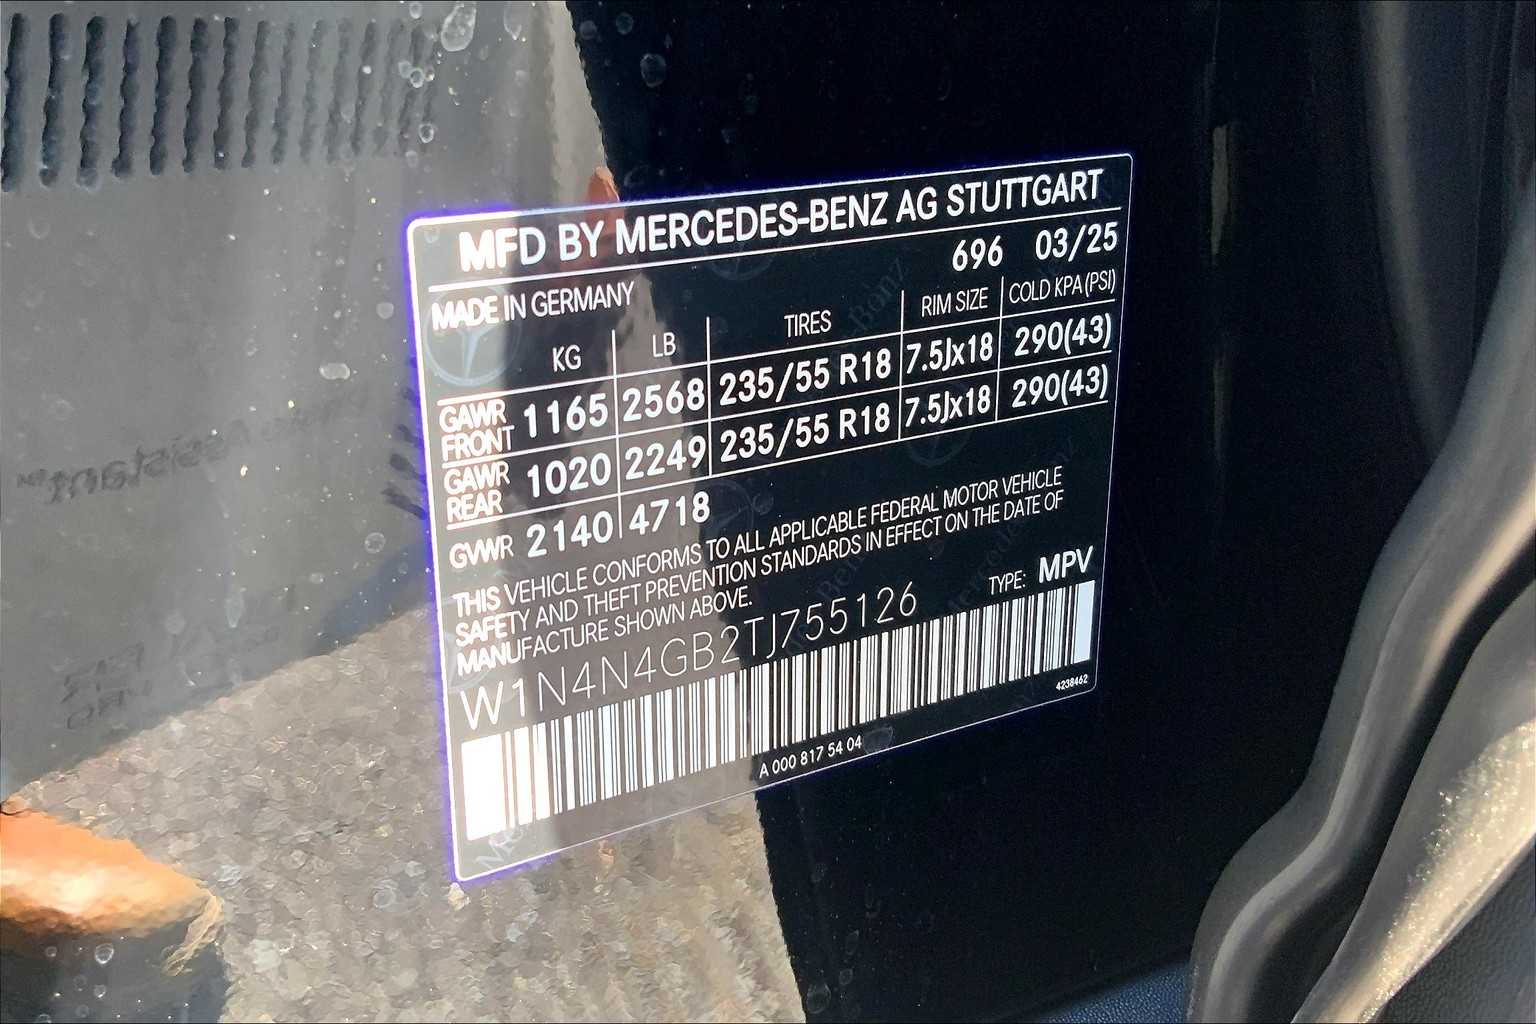 MFD BY MERCEDES-BENZ AG STUTTGART
696 03/25
MADE IN GERMANY
KG LB TIRES RIM SIZE COLD KPA(PSI)
GAWR FRONT 1165 2568 235/55 R18 7.5Jx18 290(43)
GAWR REAR 1020 2249 235/55 R18 7.5Jx18 290(43)
GVWR 2140 4718
THIS VEHICLE CONFORMS TO ALL APPLICABLE FEDERAL MOTOR VEHICLE
SAFETY AND THEFT PREVENTION STANDARDS IN EFFECT ON THE DATE OF
MANUFACTURE SHOWN ABOVE.
W1N4N4GB2TJ755126 TYPE: MPV
4238462
A 000 817 54 04